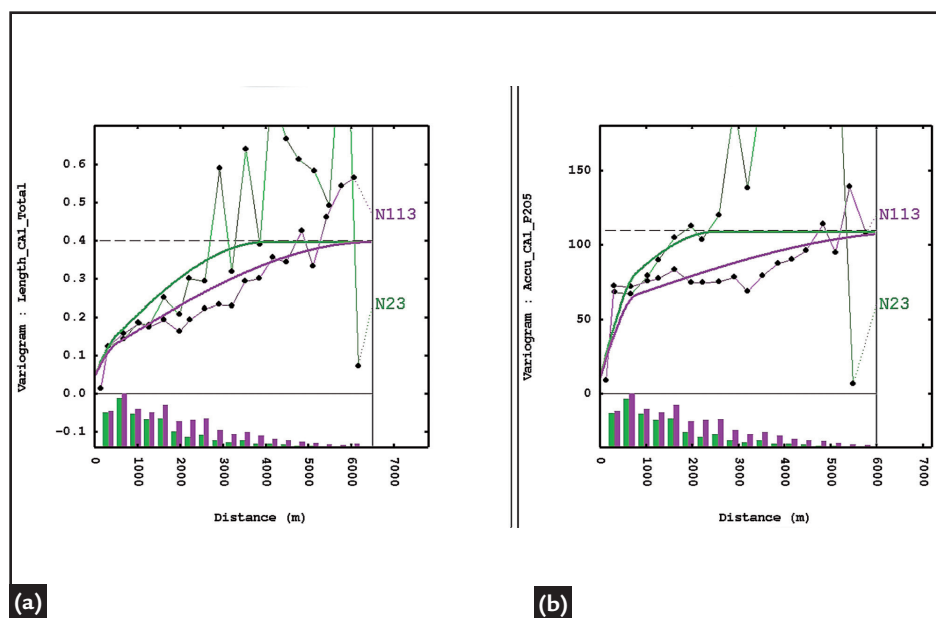 Variogram : Length_CA1_Total
0.6
0.5
0.4
0.3
0.2
0.1
0.0
-0.1
N113
N23
0
1000
2000
3000
4000
5000
6000
7000
Distance (m)
(a)
Variogram : Accu_CA1_P2O5
150
100
50
0
N113
N23
0
1000
2000
3000
4000
5000
6000
7000
Distance (m)
(b)